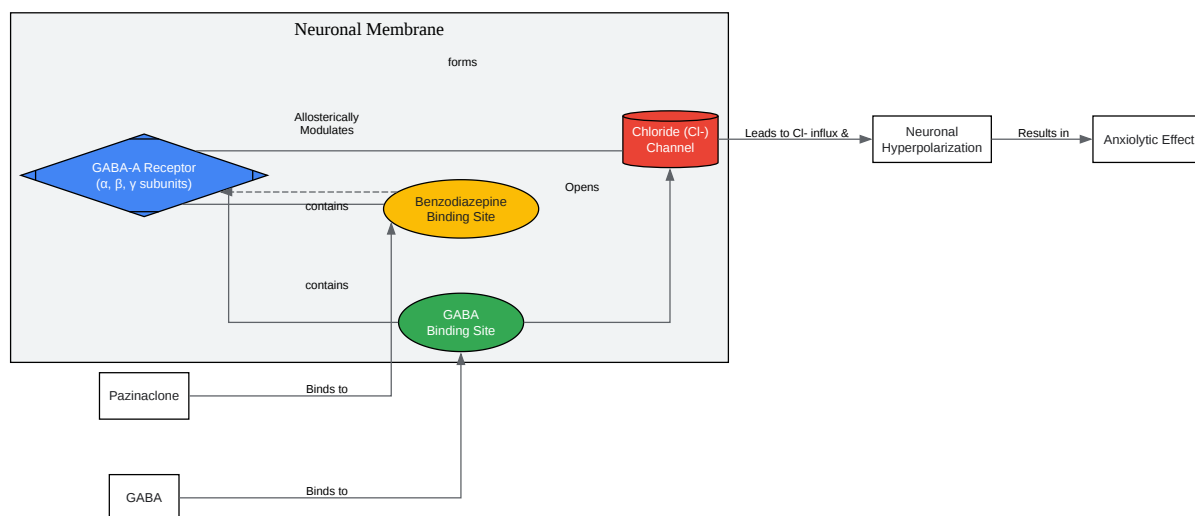 Neuronal Membrane
forms
Allosterically
Modulates
Chloride (Cl-)
Channel
Leads to Cl- influx &
Neuronal
Hyperpolarization
Results in
Anxiolytic Effect
GABA-A Receptor
(α, β, γ subunits)
Opens
contains
Benzodiazepine
Binding Site
contains
GABA
Binding Site
Pazinaclone
Binds to
GABA
Binds to